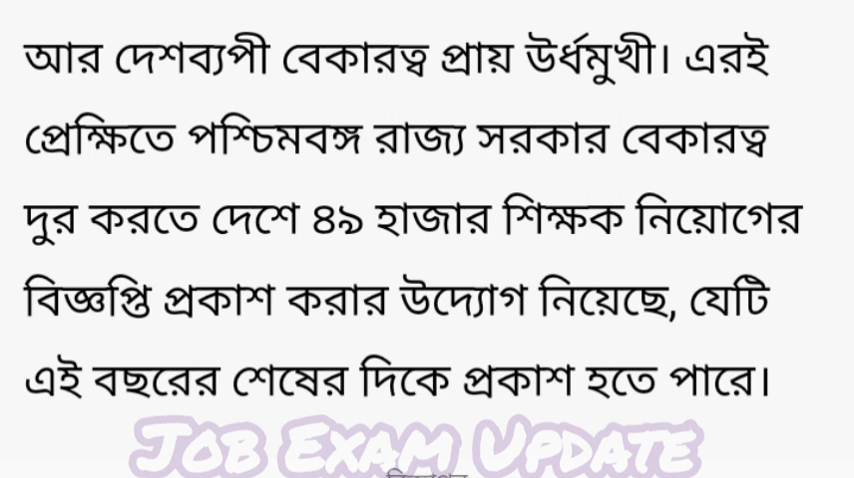 আর দেশব্যপী বেকারত্ব প্রায় উর্ধমুখী। এরই
প্রেক্ষিতে পশ্চিমবঙ্গ রাজ্য সরকার বেকারত্ব
দুর করতে দেশে ৪৯ হাজার শিক্ষক নিয়োগের
বিজ্ঞপ্তি প্রকাশ করার উদ্যোগ নিয়েছে, যেটি
এই বছরের শেষের দিকে প্রকাশ হতে পারে।
JOB EXAM UPDATE